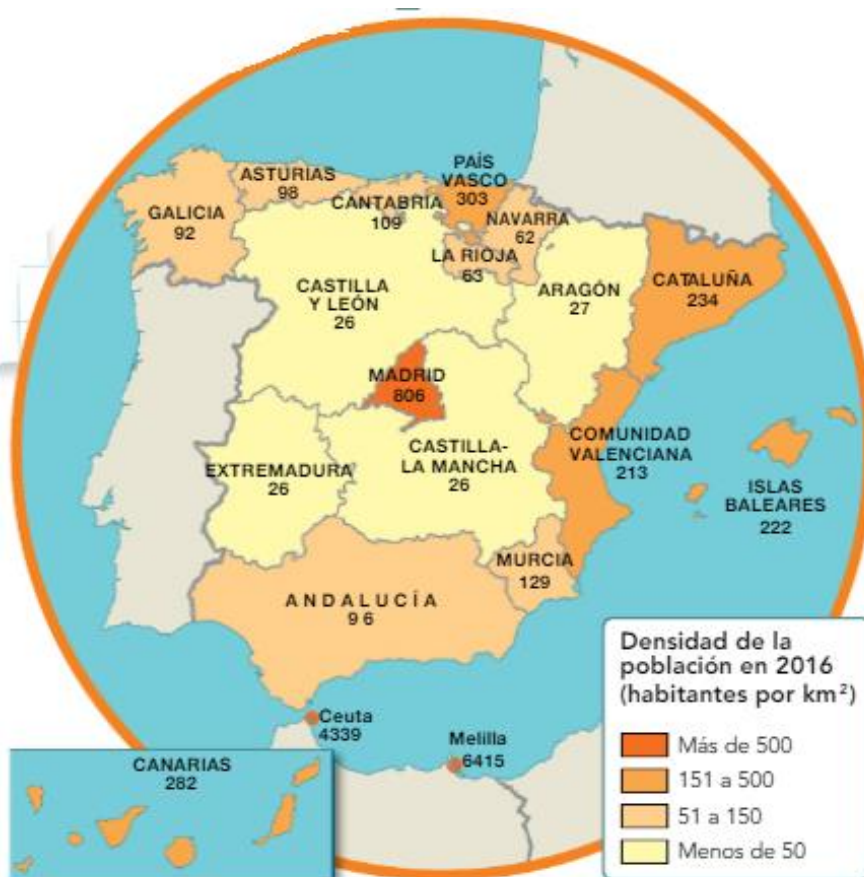 ASTURIAS
98
PAÍS
VASCO
303
CANTABRIA
109
NAVARRA
62
GALICIA
92
LA RIOJA
63
CASTILLA
Y LEÓN
26
ARAGÓN
27
CATALUÑA
234
MADRID
806
EXTREMADURA
26
CASTILLA-
LA MANCHA
26
COMUNIDAD
VALENCIANA
213
ISLAS
BALEARES
222
MURCIA
129
ANDALUCÍA
96
Ceuta
4339
Melilla
6415
CANARIAS
282
Densidad de la
población en 2016
(habitantes por km²)
Más de 500
151 a 500
51 a 150
Menos de 50